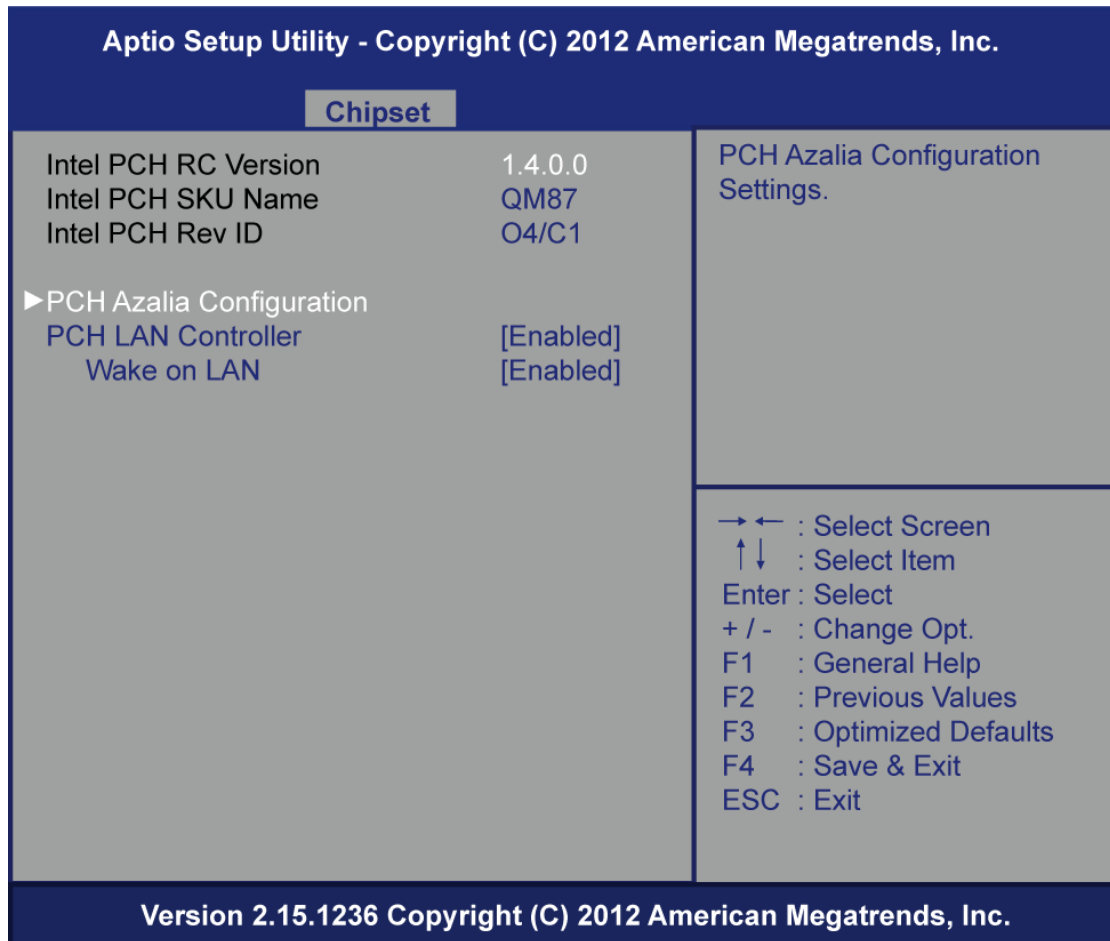 Aptio Setup Utility - Copyright (C) 2012 American Megatrends, Inc.
Chipset
Intel PCH RC Version 1.4.0.0
Intel PCH SKU Name QM87
Intel PCH Rev ID O4/C1
►PCH Azalia Configuration
PCH LAN Controller [Enabled]
Wake on LAN [Enabled]
PCH Azalia Configuration
Settings.
→ ← : Select Screen
↑↓ : Select Item
Enter : Select
+ / - : Change Opt.
F1 : General Help
F2 : Previous Values
F3 : Optimized Defaults
F4 : Save & Exit
ESC : Exit
Version 2.15.1236 Copyright (C) 2012 American Megatrends, Inc.